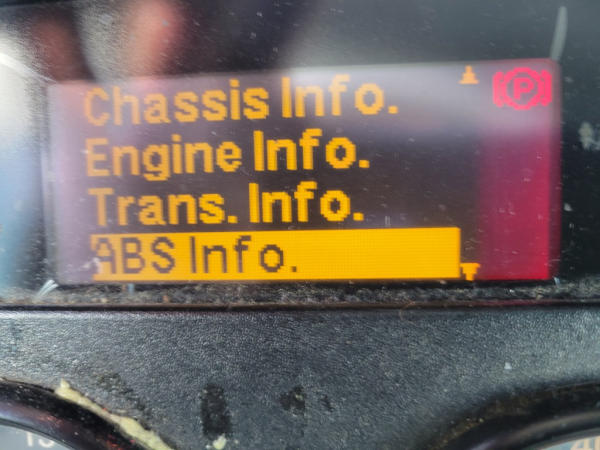 Chassis Info.
P
Engine Info.
Trans. Info.
ABS Info.